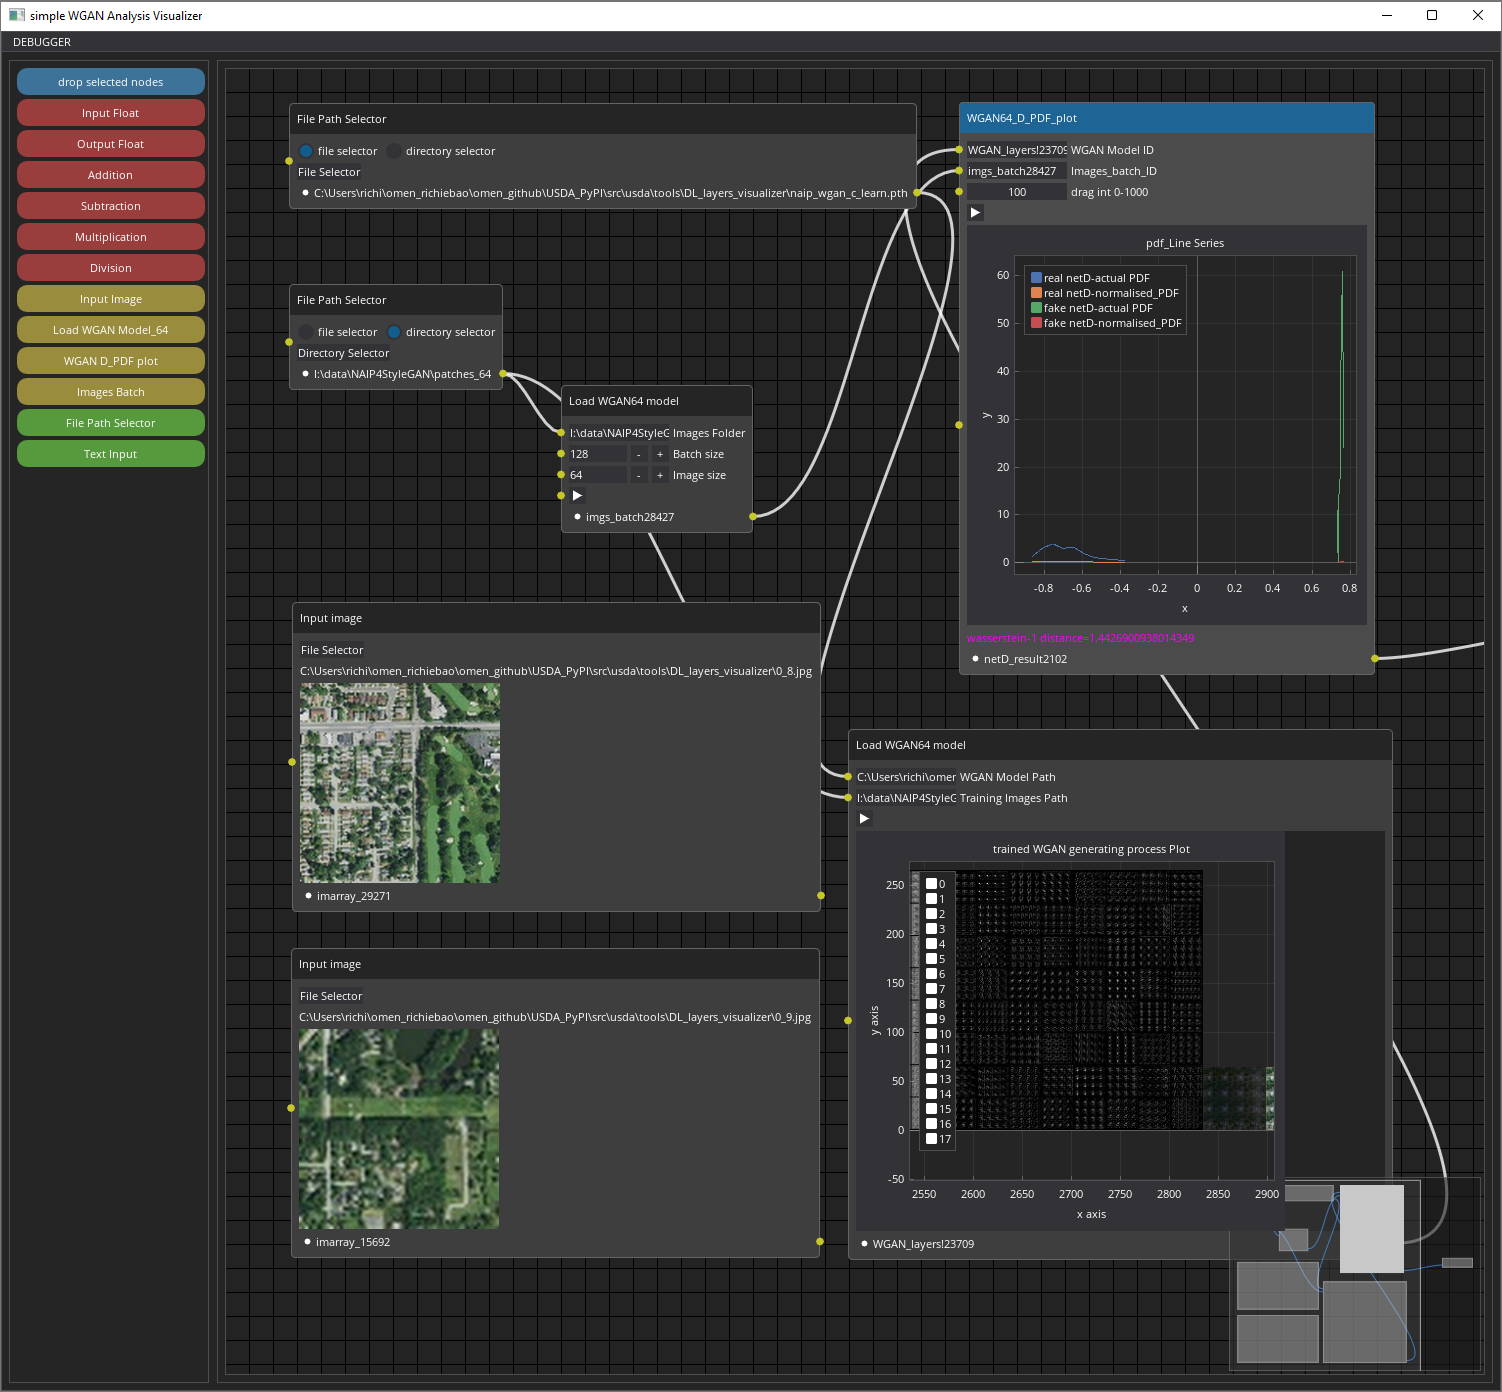 simple WGAN Analysis Visualizer
DEBUGGER
drop selected nodes
Input Float
Output Float
Addition
Subtraction
Multiplication
Division
Input Image
Load WGAN Model_64
WGAN D_PDF plot
Images Batch
File Path Selector
Text Input
File Path Selector
file selector directory selector
File Selector
C:\Users\richi\omen_richiebao\omen_github\USDA_PyPI\src\usda\tools\DL_layers_visualizer\naip_wgan_c_learn.pth
File Path Selector
file selector directory selector
Directory Selector
I:\data\NAIP4StyleGAN\patches_64
Load WGAN64 model
I:\data\NAIP4StyleG Images Folder
128 - + Batch size
64 - + Image size
imgs_batch28427
Input image
File Selector
C:\Users\richi\omen_richiebao\omen_github\USDA_PyPI\src\usda\tools\DL_layers_visualizer\0_8.jpg
imarray_29271
Input image
File Selector
C:\Users\richi\omen_richiebao\omen_github\USDA_PyPI\src\usda\tools\DL_layers_visualizer\0_9.jpg
imarray_15692
WGAN64_D_PDF_plot
WGAN_layers!23709 WGAN Model ID
imgs_batch28427 Images_batch_ID
100 drag int 0-1000
pdf_Line Series
real netD-actual PDF
real netD-normalised_PDF
fake netD-actual PDF
fake netD-normalised_PDF
60
50
40
30
20
10
0
y
-0.8 -0.6 -0.4 -0.2 0 0.2 0.4 0.6 0.8
x
wasserstein-1 distance=1.4426900938014349
netD_result2102
Load WGAN64 model
C:\Users\richi\omer WGAN Model Path
I:\data\NAIP4StyleG Training Images Path
trained WGAN generating process Plot
250
200
150
100
50
0
-50
y axis
0
1
2
3
4
5
6
7
8
9
10
11
12
13
14
15
16
17
2550 2600 2650 2700 2750 2800 2850 2900
x axis
WGAN_layers!23709